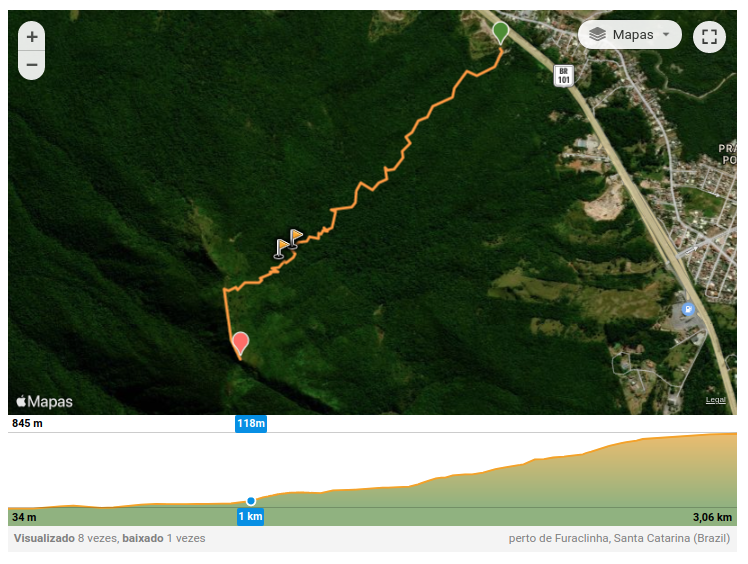 +
−
Mapas
BR
101
PRA
PO
Mapas
Legal
845 m
118m
34 m
1 km
3,06 km
Visualizado 8 vezes, baixado 1 vezes
perto de Furaclinha, Santa Catarina (Brazil)